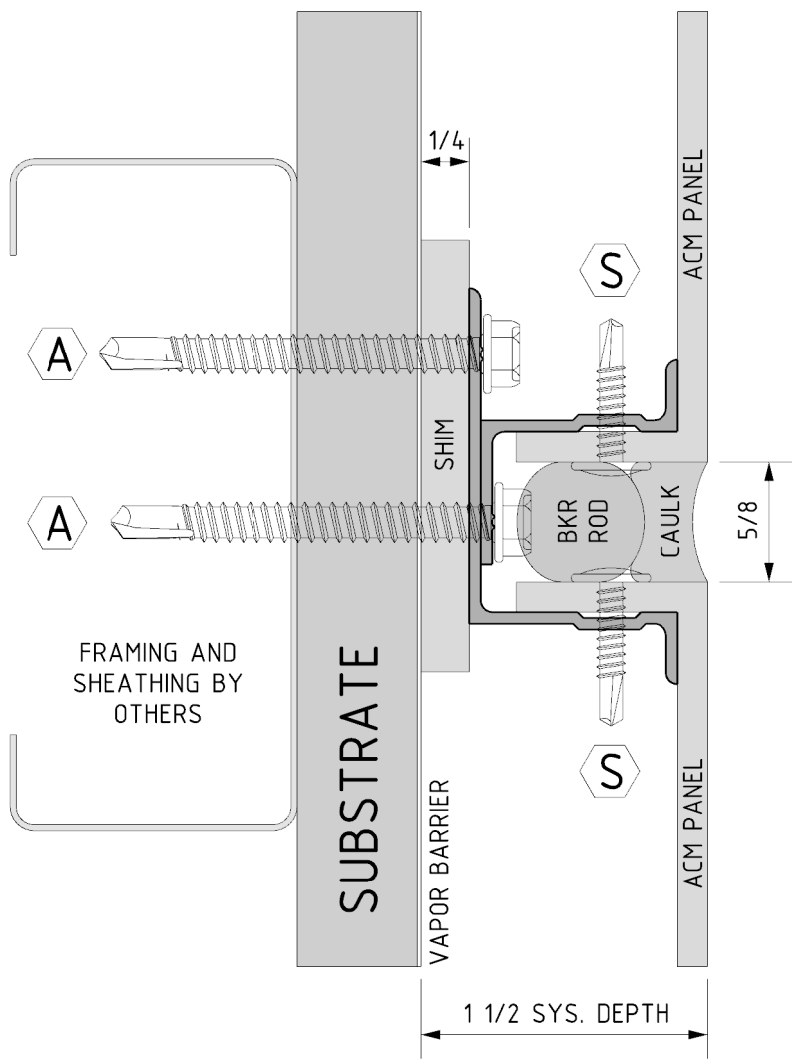 1/4
ACM PANEL
S
A
SHIM
A
BKR
ROD
CAULK
5/8
FRAMING AND
SHEATHING BY
OTHERS
SUBSTRATE
VAPOR BARRIER
S
ACM PANEL
1 1/2 SYS. DEPTH